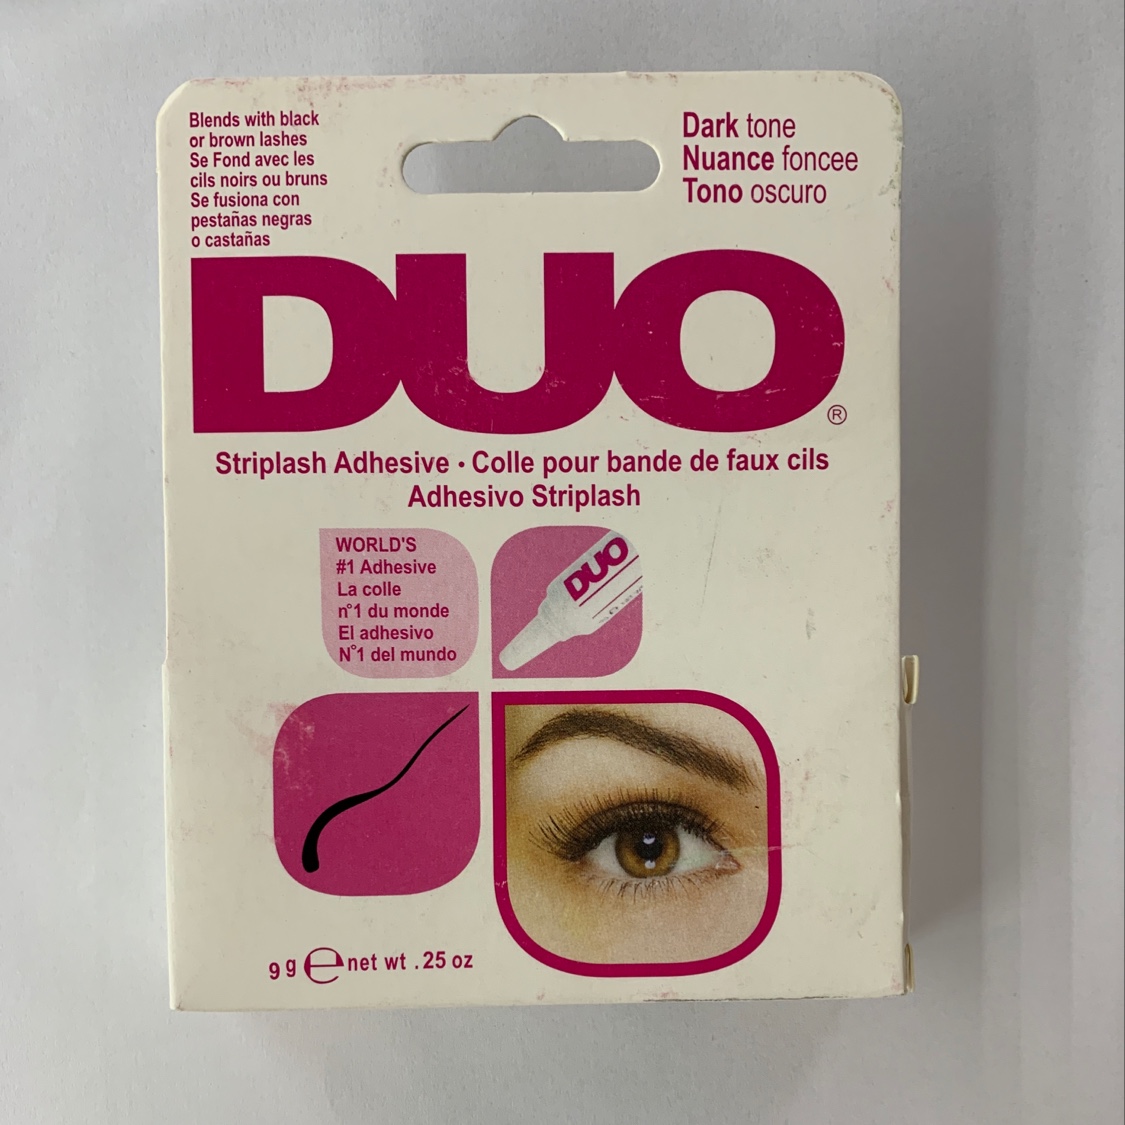 Blends with black
or brown lashes
Se Fond avec les
cils noirs ou bruns
Se fusiona con
pestañas negras
o castañas
Dark tone
Nuance foncee
Tono oscuro
DUO®
Striplash Adhesive • Colle pour bande de faux cils
Adhesivo Striplash
WORLD'S
#1 Adhesive
La colle
n°1 du monde
El adhesivo
N°1 del mundo
DUO
9 g e net wt .25 oz